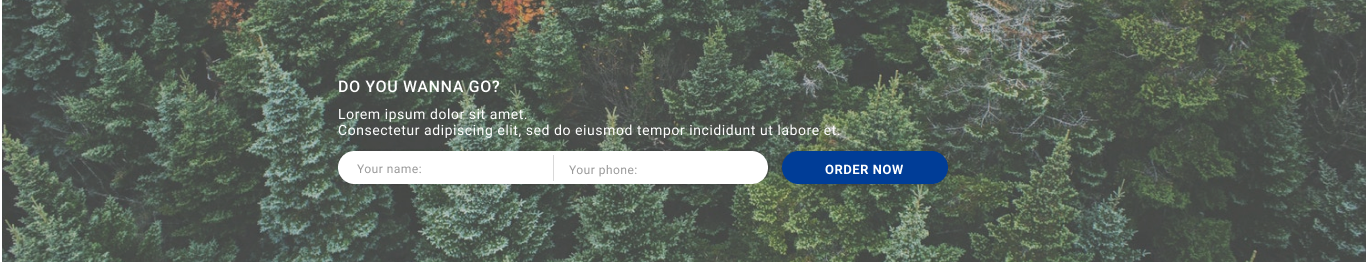 DO YOU WANNA GO?
Lorem ipsum dolor sit amet.
Consectetur adipiscing elit, sed do eiusmod tempor incididunt ut labore et.
Your name:
Your phone:
ORDER NOW